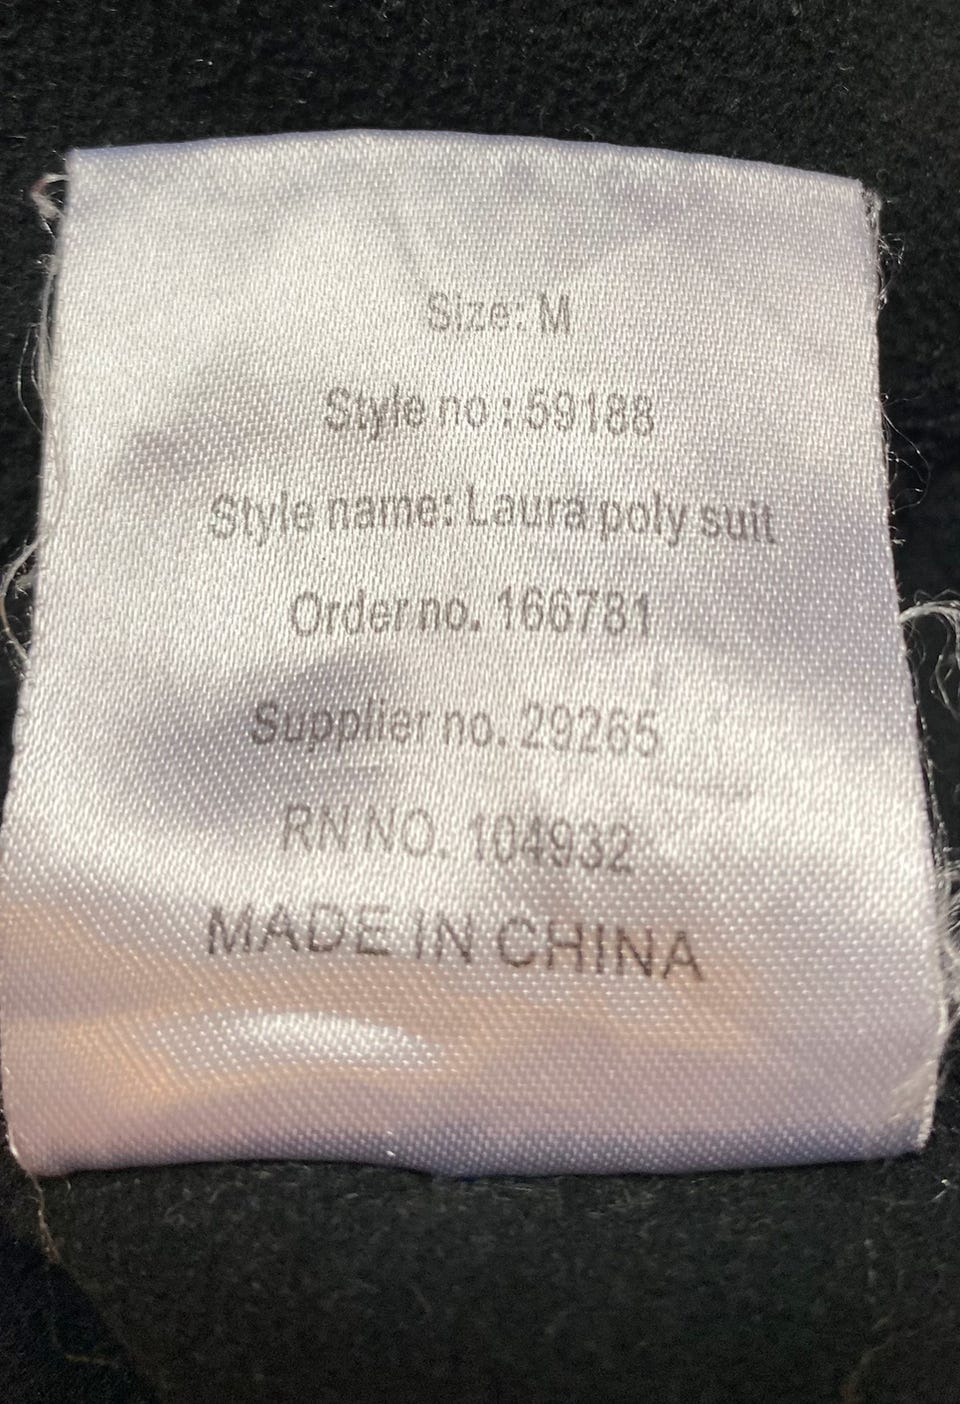 Size: M
Style no : 59188
Style name: Laura poly suit
Order no. 166781
Supplier no. 29265
RN NO. 104932
MADE IN CHINA